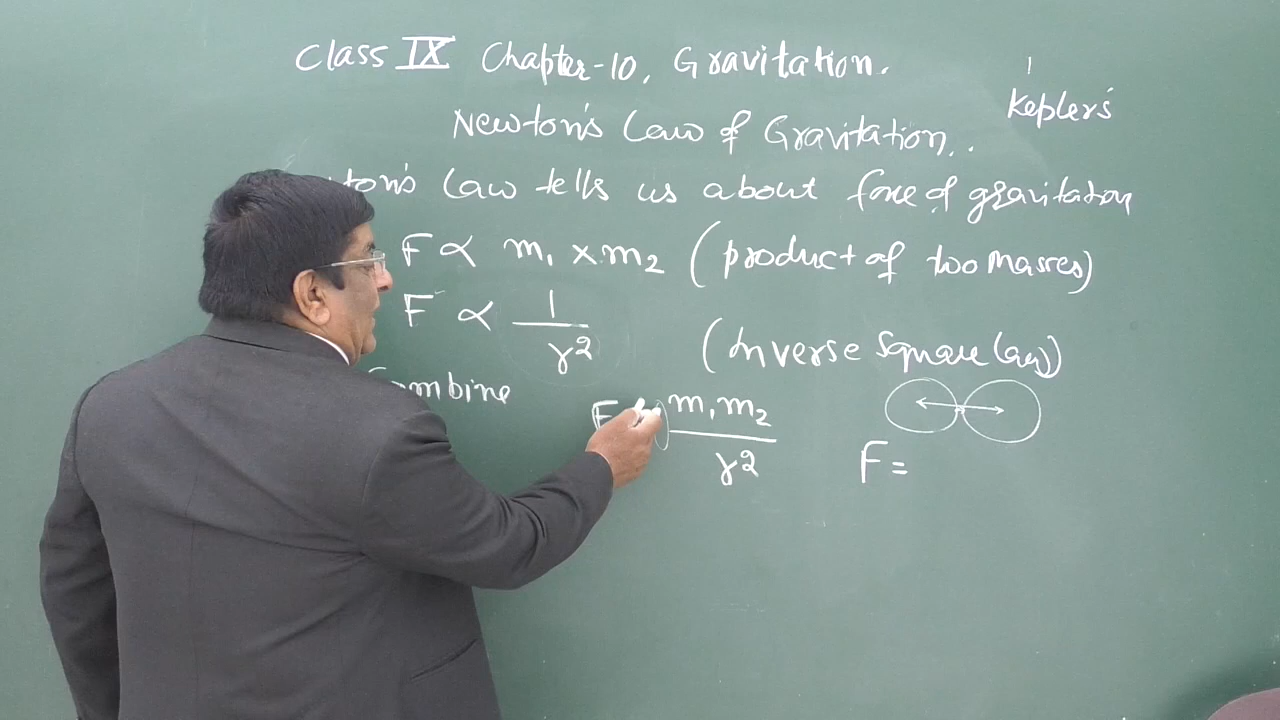 Class IX Chapter-10, Gravitation.
Kepler's
Newton's Law of Gravitation..
ton's Law tells us about force of gravitation
F ∝ m₁ × m₂ (product of two Masses)
F ∝ 1/r² (Inverse Square Law)
Combine
F m₁m₂/r²
F =